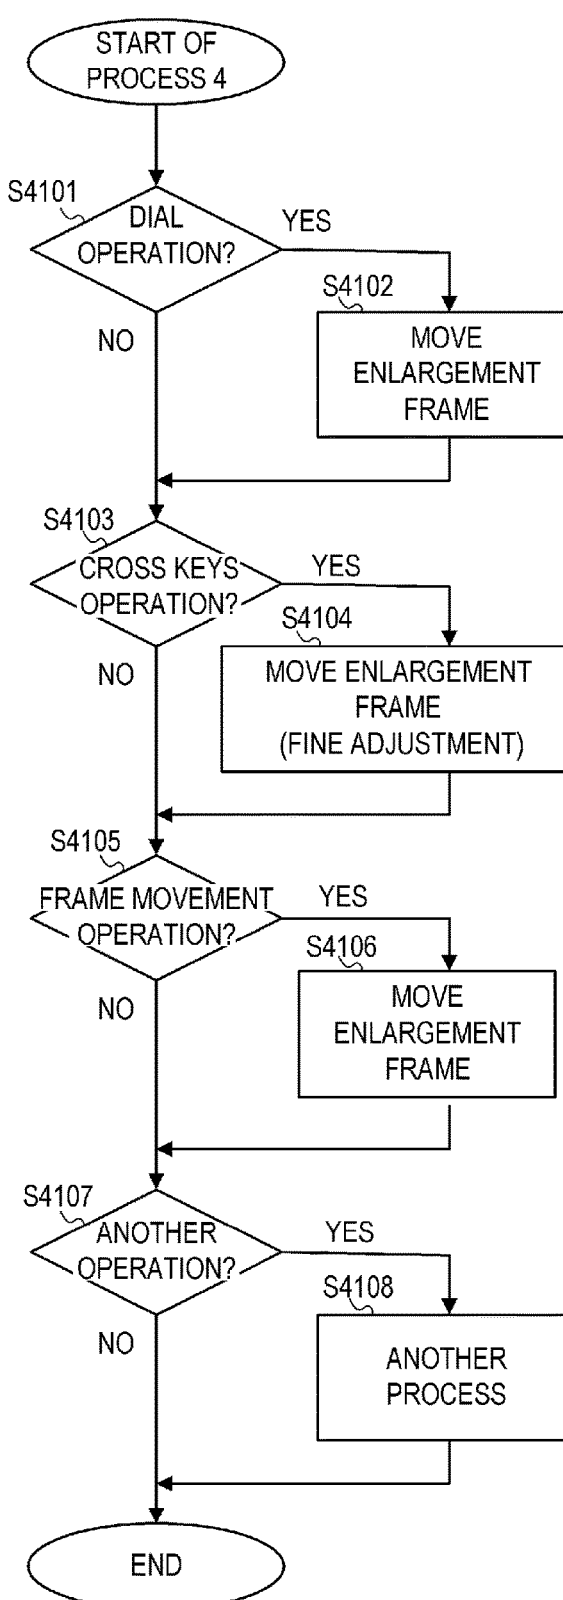 START OF
PROCESS 4
S4101
DIAL
OPERATION?
YES
S4102
MOVE
ENLARGEMENT
FRAME
NO
S4103
CROSS KEYS
OPERATION?
YES
S4104
MOVE ENLARGEMENT
FRAME
(FINE ADJUSTMENT)
NO
S4105
FRAME MOVEMENT
OPERATION?
YES
S4106
MOVE
ENLARGEMENT
FRAME
NO
S4107
ANOTHER
OPERATION?
YES
S4108
ANOTHER
PROCESS
NO
END